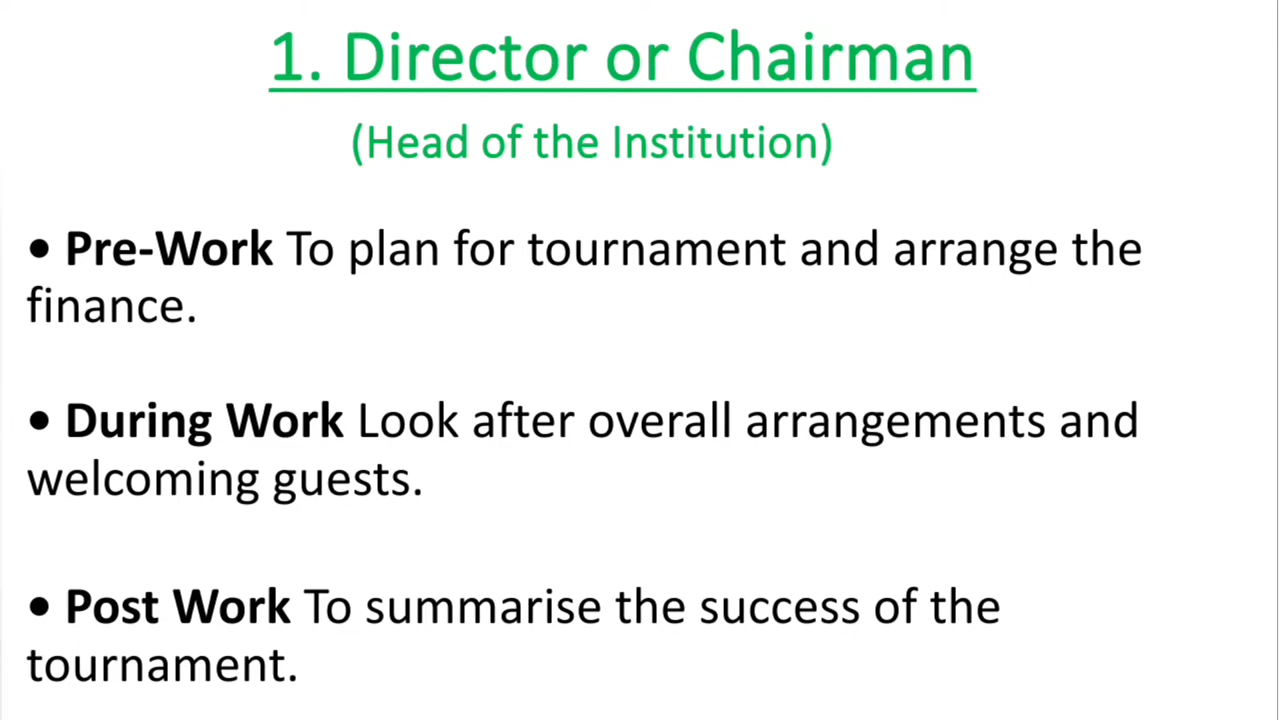 1. Director or Chairman
(Head of the Institution)
• Pre-Work To plan for tournament and arrange the
finance.
• During Work Look after overall arrangements and
welcoming guests.
• Post Work To summarise the success of the
tournament.